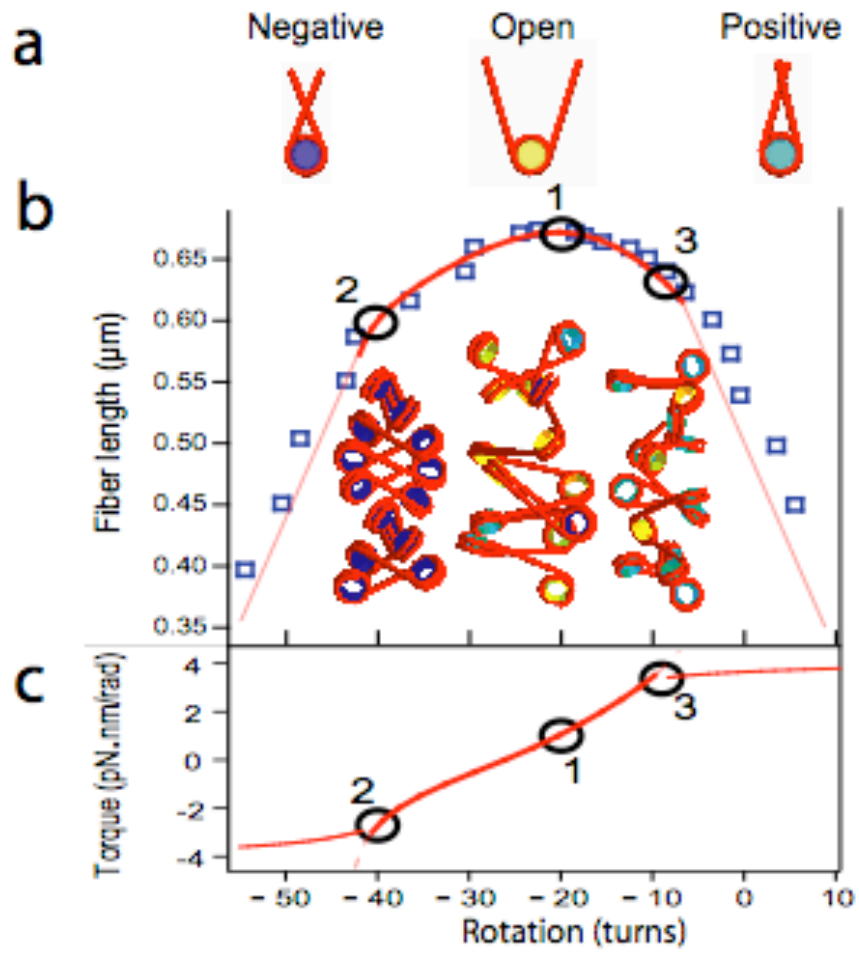 a
Negative Open Positive
b
1
2
3
Fiber length (µm)
0.65
0.60
0.55
0.50
0.45
0.40
0.35
c
Torque (pN.nm/rad)
4
2
0
-2
-4
2
1
3
- 50 - 40 - 30 - 20 - 10 0 10
Rotation (turns)